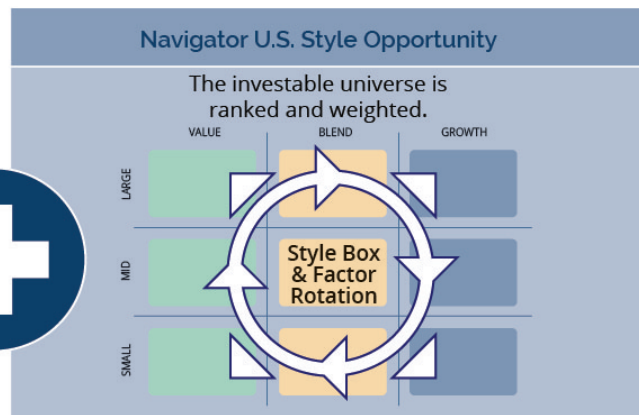 Navigator U.S. Style Opportunity
The investable universe is
ranked and weighted.
VALUE BLEND GROWTH
LARGE
MID
SMALL
Style Box
& Factor
Rotation